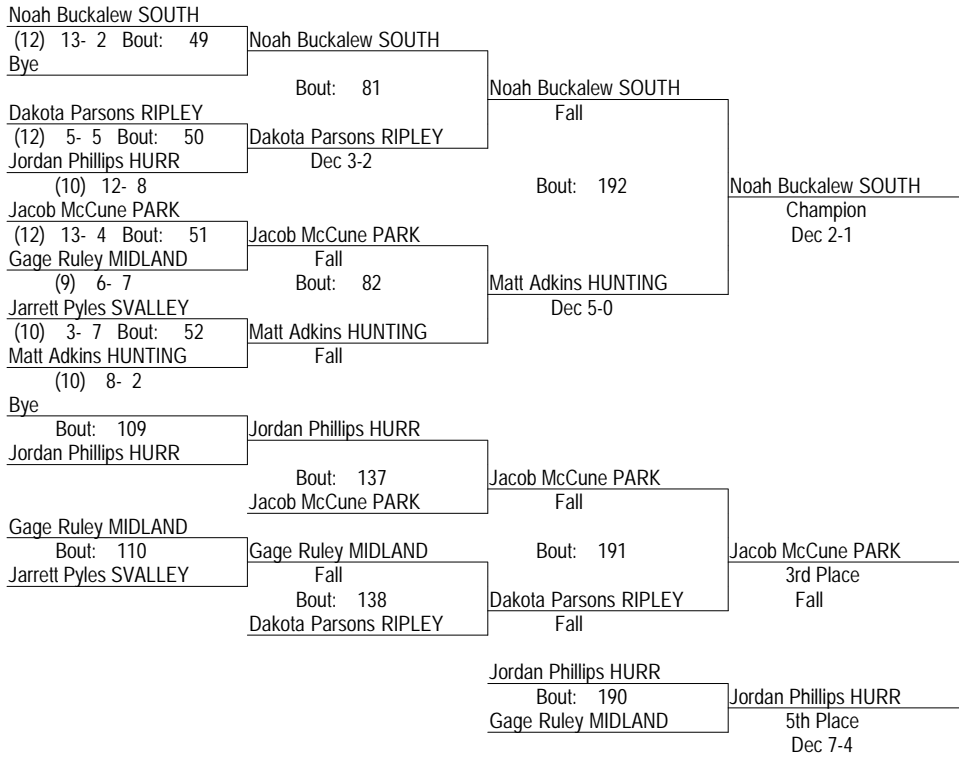 Noah Buckalew SOUTH
(12) 13- 2 Bout: 49 Noah Buckalew SOUTH
Bye
Bout: 81 Noah Buckalew SOUTH
Dakota Parsons RIPLEY Fall
(12) 5- 5 Bout: 50 Dakota Parsons RIPLEY
Jordan Phillips HURR Dec 3-2
(10) 12- 8 Bout: 192 Noah Buckalew SOUTH
Jacob McCune PARK Champion
(12) 13- 4 Bout: 51 Jacob McCune PARK Dec 2-1
Gage Ruley MIDLAND Fall
(9) 6- 7 Bout: 82 Matt Adkins HUNTING
Jarrett Pyles SVALLEY Dec 5-0
(10) 3- 7 Bout: 52 Matt Adkins HUNTING
Matt Adkins HUNTING Fall
(10) 8- 2
Bye
Bout: 109 Jordan Phillips HURR
Jordan Phillips HURR
Bout: 137 Jacob McCune PARK
Jacob McCune PARK Fall
Gage Ruley MIDLAND
Bout: 110 Gage Ruley MIDLAND Bout: 191 Jacob McCune PARK
Jarrett Pyles SVALLEY Fall 3rd Place
Bout: 138 Dakota Parsons RIPLEY Fall
Dakota Parsons RIPLEY Fall
Jordan Phillips HURR
Bout: 190 Jordan Phillips HURR
Gage Ruley MIDLAND 5th Place
Dec 7-4